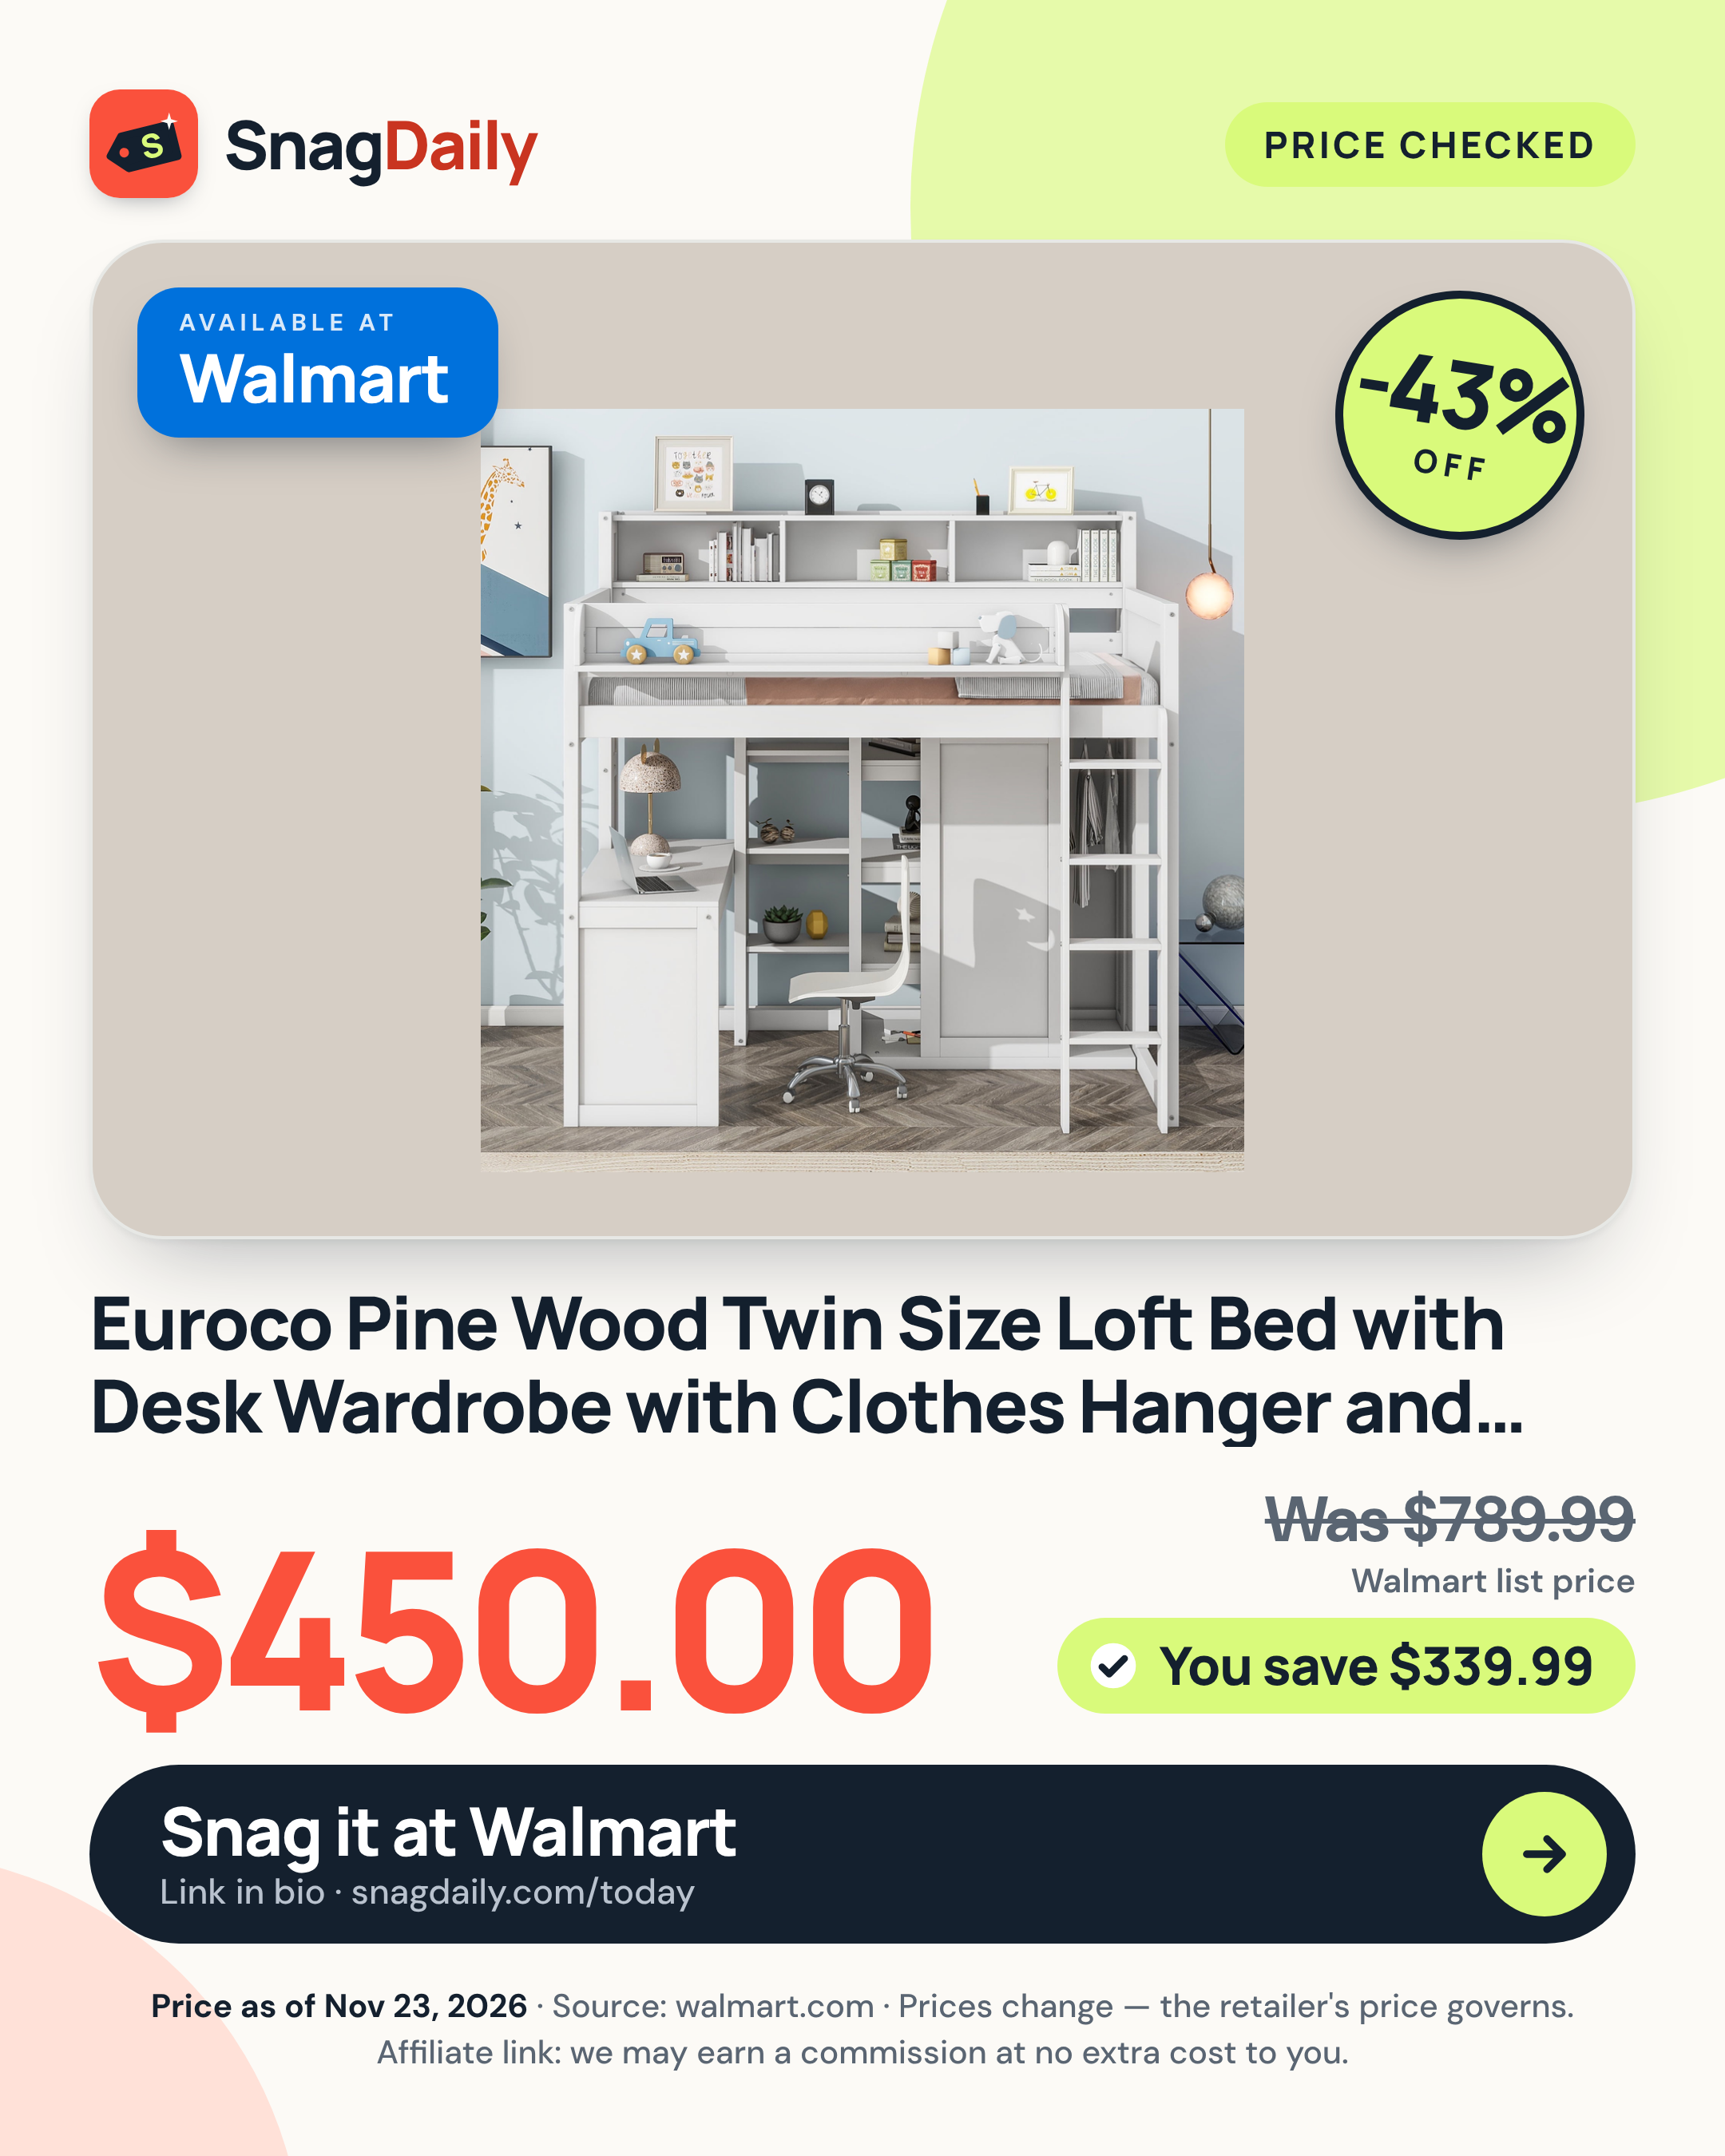 S
SnagDaily
PRICE CHECKED
AVAILABLE AT
Walmart
-43%
OFF
together
Euroco Pine Wood Twin Size Loft Bed with
Desk Wardrobe with Clothes Hanger and...
$450.00
Was $789.99
Walmart list price
You save $339.99
Snag it at Walmart
Link in bio · snagdaily.com/today
Price as of Nov 23, 2026 · Source: walmart.com · Prices change — the retailer's price governs.
Affiliate link: we may earn a commission at no extra cost to you.